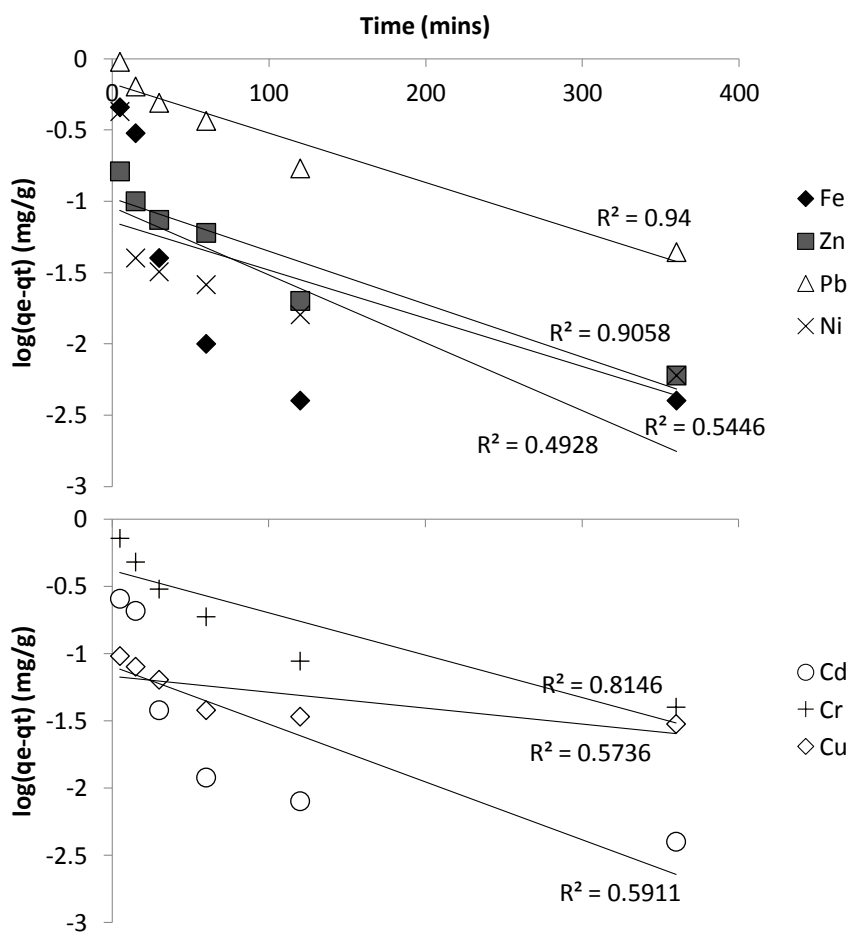 Time (mins)
0
0 100 200 300 400
-0.5
-1
-1.5
-2
-2.5
-3
log(qe-qt) (mg/g)
R² = 0.94
R² = 0.9058
R² = 0.5446
R² = 0.4928
Fe
Zn
Pb
Ni
0
-0.5
-1
-1.5
-2
-2.5
-3
log(qe-qt) (mg/g)
R² = 0.8146
R² = 0.5736
R² = 0.5911
Cd
Cr
Cu